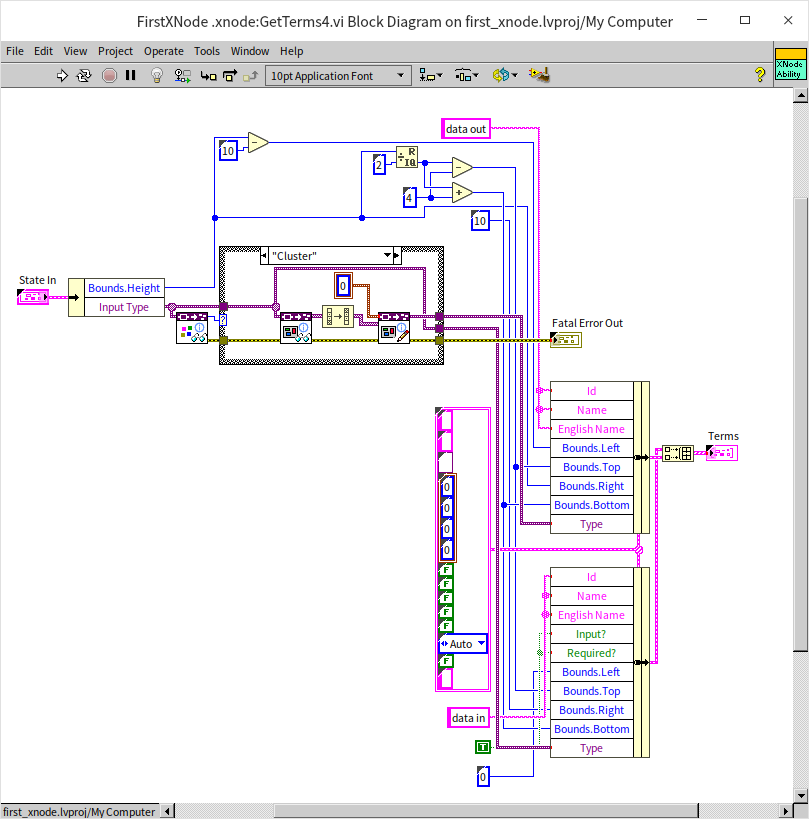 FirstXNode .xnode:GetTerms4.vi Block Diagram on first_xnode.lvproj/My Computer
File Edit View Project Operate Tools Window Help
10pt Application Font
?
XNode
Ability
data out
10
-
2
R
IQ
-
4
+
10
"Cluster"
State In
Bounds.Height
Input Type
0
?
Fatal Error Out
Id
Name
English Name
Bounds.Left
Bounds.Top
Bounds.Right
Bounds.Bottom
Type
Terms
0
0
0
0
F
F
F
F
F
Auto
F
Id
Name
English Name
Input?
Required?
Bounds.Left
Bounds.Top
Bounds.Right
Bounds.Bottom
Type
data in
T
0
first_xnode.lvproj/My Computer